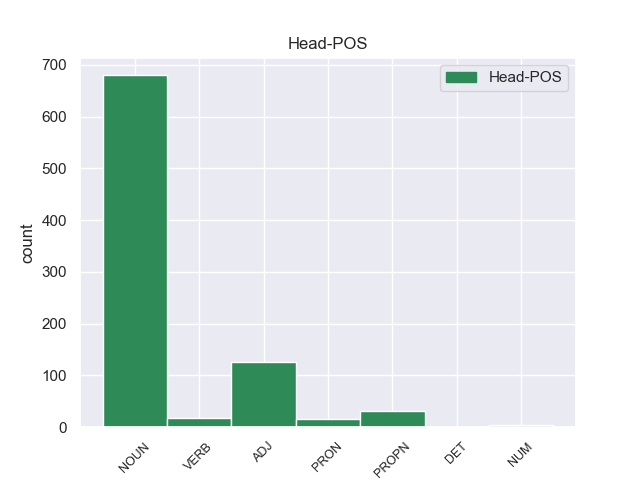 Head-POS
Head-POS
700
600
500
400
300
200
100
0
count
NOUN
VERB
ADJ
PRON
PROPN
DET
NUM